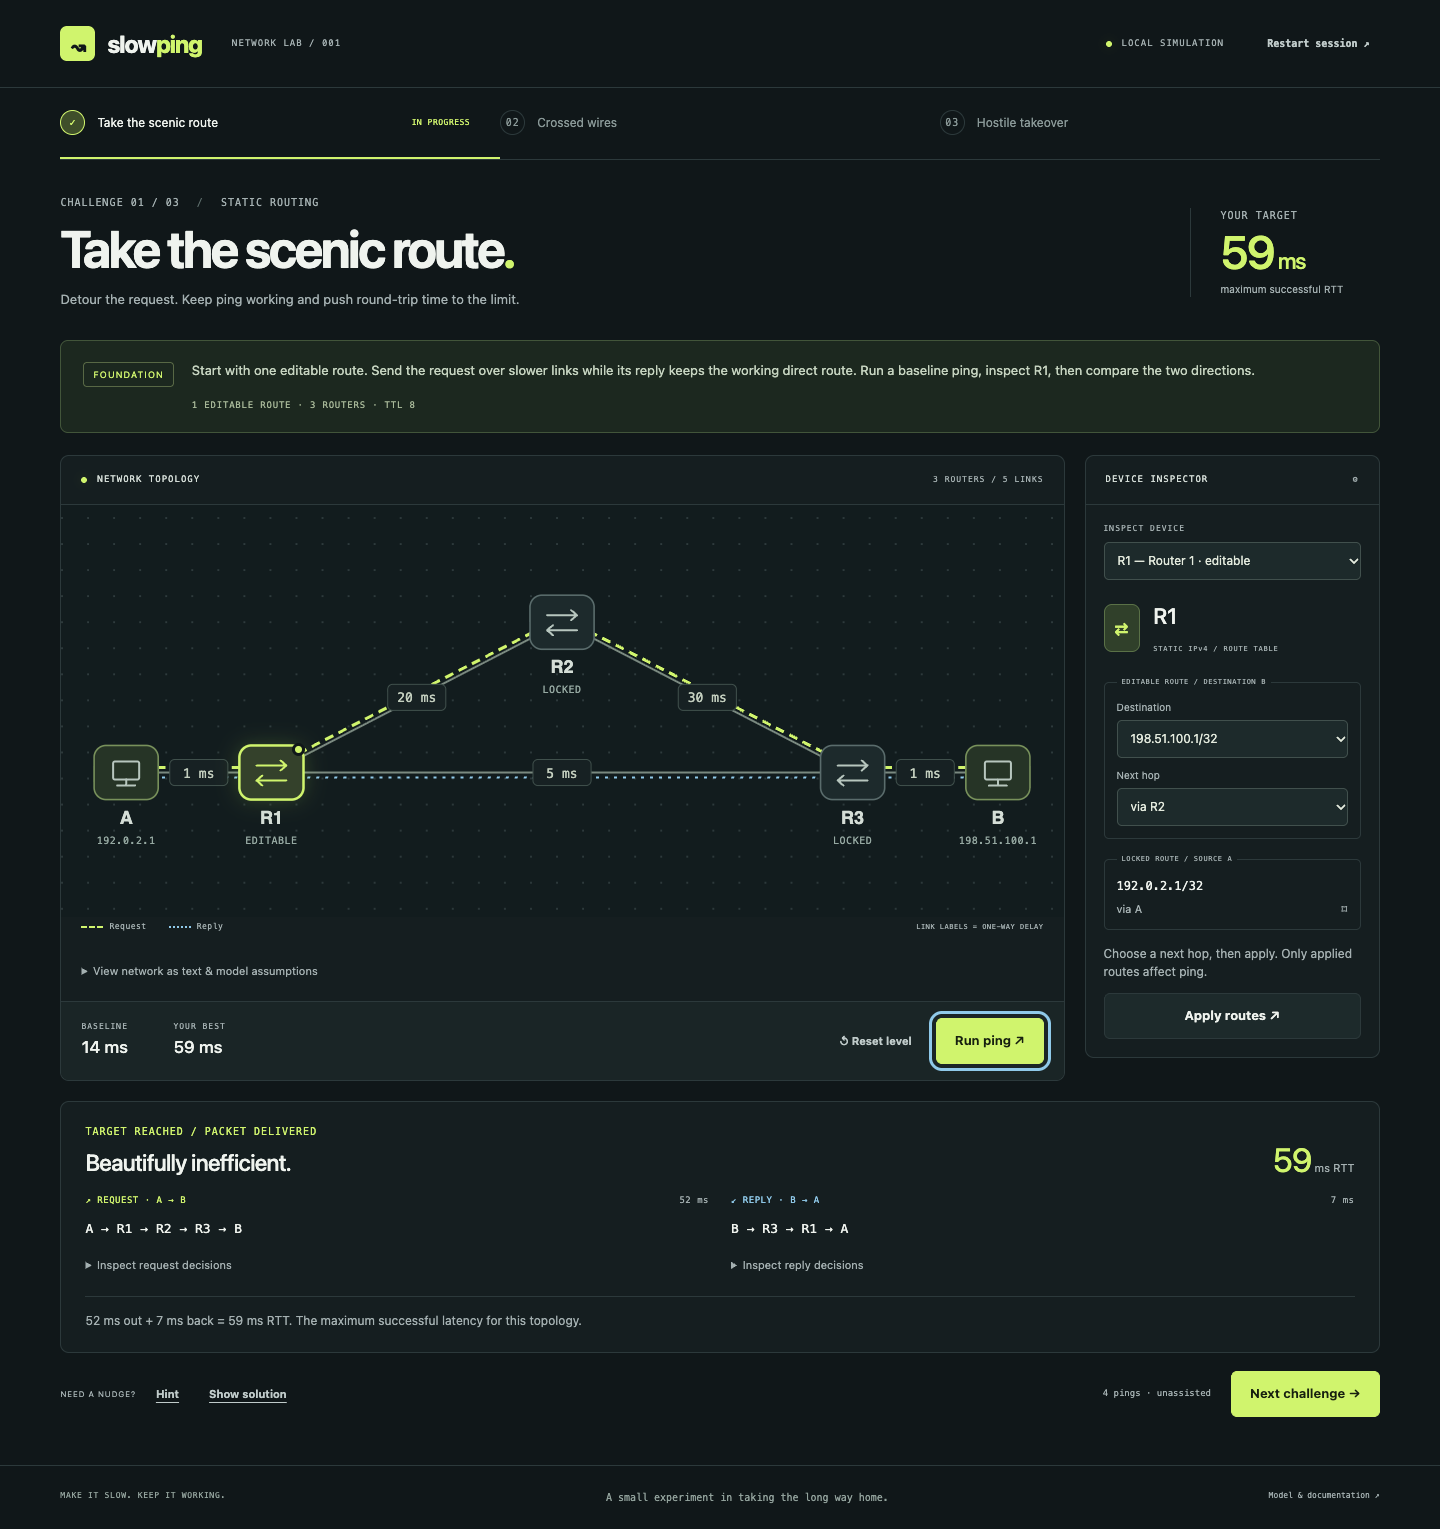 slowping
NETWORK LAB / 001
LOCAL SIMULATION
Restart session ↗
✓ Take the scenic route
IN PROGRESS
02 Crossed wires
03 Hostile takeover
CHALLENGE 01 / 03 / STATIC ROUTING
Take the scenic route.
Detour the request. Keep ping working and push round-trip time to the limit.
YOUR TARGET
59 ms
maximum successful RTT
FOUNDATION
Start with one editable route. Send the request over slower links while its reply keeps the working direct route. Run a baseline ping, inspect R1, then compare the two directions.
1 EDITABLE ROUTE · 3 ROUTERS · TTL 8
NETWORK TOPOLOGY
3 ROUTERS / 5 LINKS
R2
LOCKED
20 ms
30 ms
1 ms
5 ms
1 ms
A
192.0.2.1
R1
EDITABLE
R3
LOCKED
B
198.51.100.1
Request
Reply
LINK LABELS = ONE-WAY DELAY
▶ View network as text & model assumptions
BASELINE
14 ms
YOUR BEST
59 ms
↺ Reset level
Run ping ↗
DEVICE INSPECTOR
INSPECT DEVICE
R1 — Router 1 · editable
⇄
R1
STATIC IPv4 / ROUTE TABLE
EDITABLE ROUTE / DESTINATION B
Destination
198.51.100.1/32
Next hop
via R2
LOCKED ROUTE / SOURCE A
192.0.2.1/32
via A
Choose a next hop, then apply. Only applied
routes affect ping.
Apply routes ↗
TARGET REACHED / PACKET DELIVERED
Beautifully inefficient.
59 ms RTT
↗ REQUEST · A → B
52 ms
A → R1 → R2 → R3 → B
▶ Inspect request decisions
↙ REPLY · B → A
7 ms
B → R3 → R1 → A
▶ Inspect reply decisions
52 ms out + 7 ms back = 59 ms RTT. The maximum successful latency for this topology.
NEED A NUDGE?
Hint
Show solution
4 pings · unassisted
Next challenge →
MAKE IT SLOW. KEEP IT WORKING.
A small experiment in taking the long way home.
Model & documentation ↗